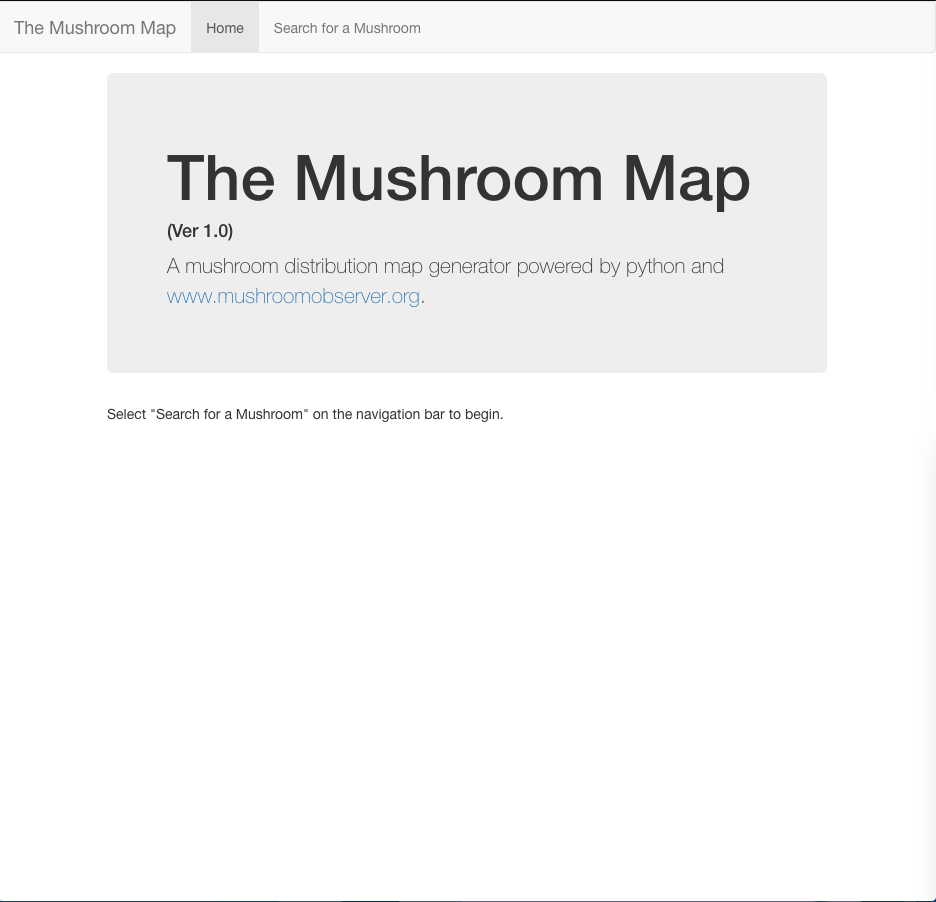 The Mushroom Map Home Search for a Mushroom
The Mushroom Map
(Ver 1.0)
A mushroom distribution map generator powered by python and
www.mushroomobserver.org.
Select "Search for a Mushroom" on the navigation bar to begin.